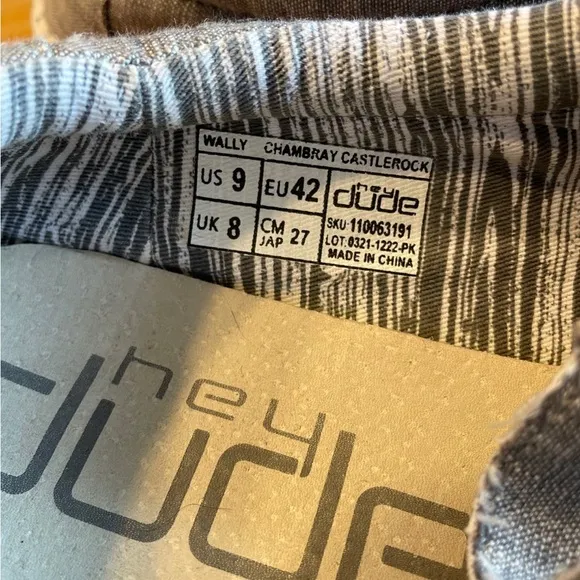 WALLY CHAMBRAY CASTLEROCK
US 9 EU 42
UK 8 CM JAP 27
hey
dude
SKU:110063191
LOT:0321-1222-PK
MADE IN CHINA
hey
dude